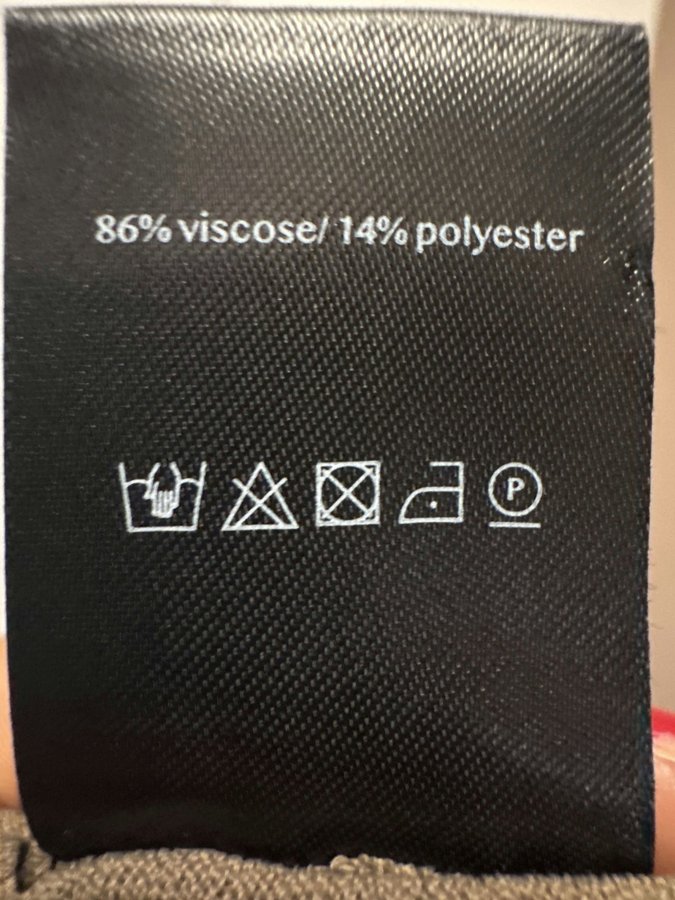 86% viscose/ 14% polyester
P